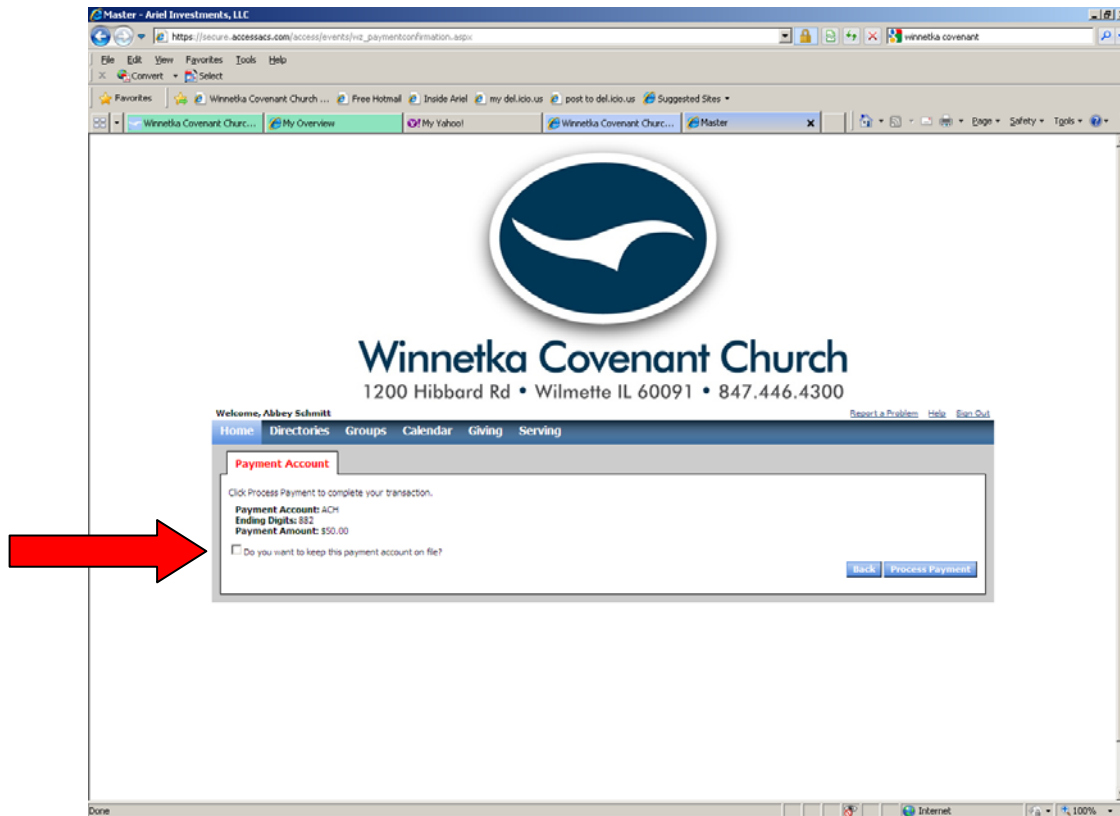 Master - Ariel Investments, LLC
https://secure.accessacs.com/access/events/wz_paymentconfirmation.aspx
winnetka covenant
File Edit View Favorites Tools Help
X Convert Select
Favorites Winnetka Covenant Church ... Free Hotmail Inside Ariel my del.icio.us post to del.icio.us Suggested Sites
Winnetka Covenant Churc... My Overview My Yahoo! Winnetka Covenant Churc... Master x Page Safety Tools
Winnetka Covenant Church
1200 Hibbard Rd • Wilmette IL 60091 • 847.446.4300
Welcome, Abbey Schmitt Report a Problem Help Sign Out
Home Directories Groups Calendar Giving Serving
Payment Account
Click Process Payment to complete your transaction.
Payment Account: ACH
Ending Digits: 882
Payment Amount: $50.00
Do you want to keep this payment account on file?
Back Process Payment
Done Internet 100%